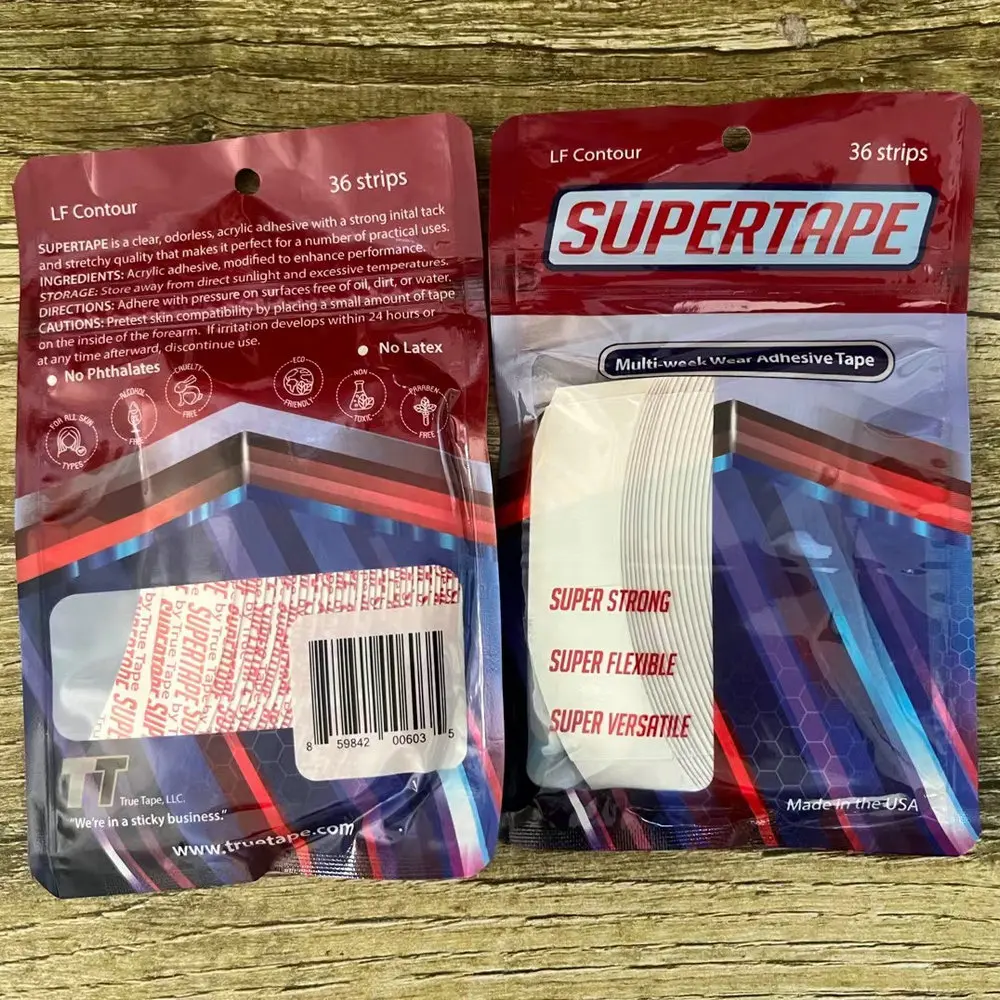 LF Contour
36 strips
SUPERTAPE is a clear, odorless, acrylic adhesive with a strong inital tack
and stretchy quality that makes it perfect for a number of practical uses.
INGREDIENTS: Acrylic adhesive, modified to enhance performance.
STORAGE: Store away from direct sunlight and excessive temperatures.
DIRECTIONS: Adhere with pressure on surfaces free of oil, dirt, or water.
CAUTIONS: Pretest skin compatibility by placing a small amount of tape
on the inside of the forearm. If irritation develops within 24 hours or
at any time afterward, discontinue use.
No Phthalates
No Latex
FOR ALL SKIN
TYPES
ALCOHOL
FREE
CRUELTY
FREE
ECO
FRIENDLY
NON
TOXIC
PARABEN
FREE
by True Tape
SUPERTAPE
8 59842 00603 5
TT
True Tape, LLC.
"We're in a sticky business."
www.truetape.com
LF Contour
36 strips
SUPERTAPE
Multi-week Wear Adhesive Tape
SUPER STRONG
SUPER FLEXIBLE
SUPER VERSATILE
Made in the USA